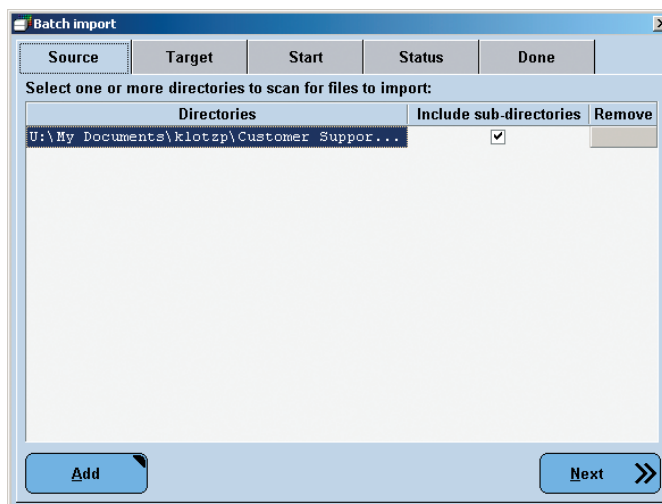 Batch import
Source Target Start Status Done
Select one or more directories to scan for files to import:
Directories Include sub-directories Remove
U:\My Documents\klotzp\Customer Suppor...
Add Next